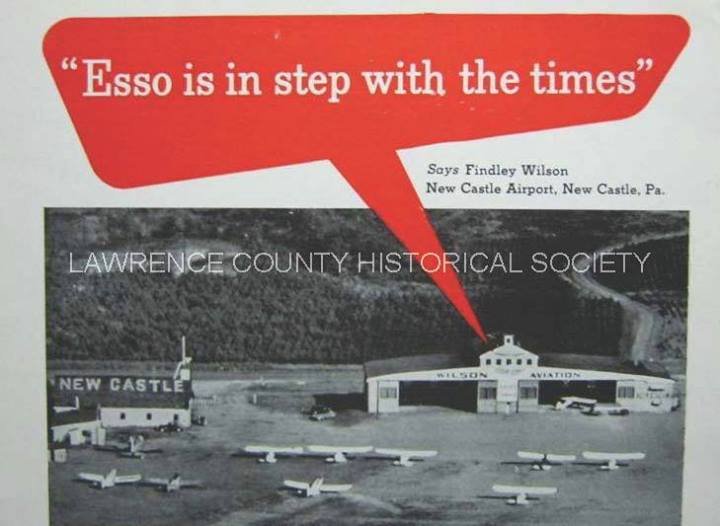 “Esso is in step with the times”
Says Findley Wilson
New Castle Airport, New Castle, Pa.
LAWRENCE COUNTY HISTORICAL SOCIETY
WILSON AVIATION
NEW CASTLE